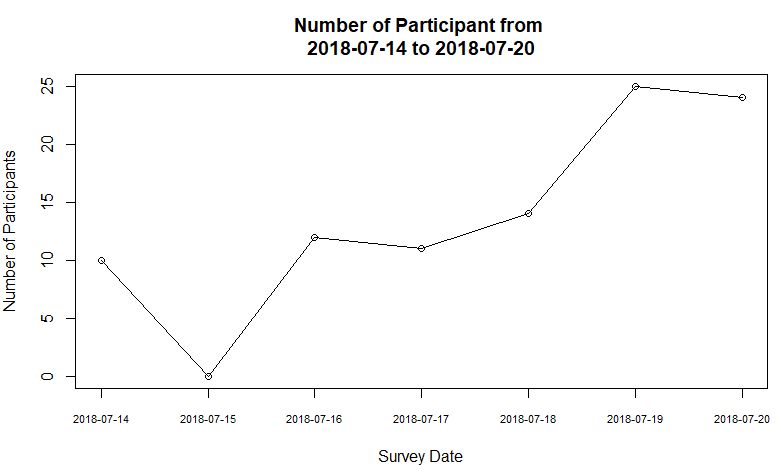 Number of Participant from
2018-07-14 to 2018-07-20
Number of Participants
25
20
15
10
5
0
2018-07-14 2018-07-15 2018-07-16 2018-07-17 2018-07-18 2018-07-19 2018-07-20
Survey Date